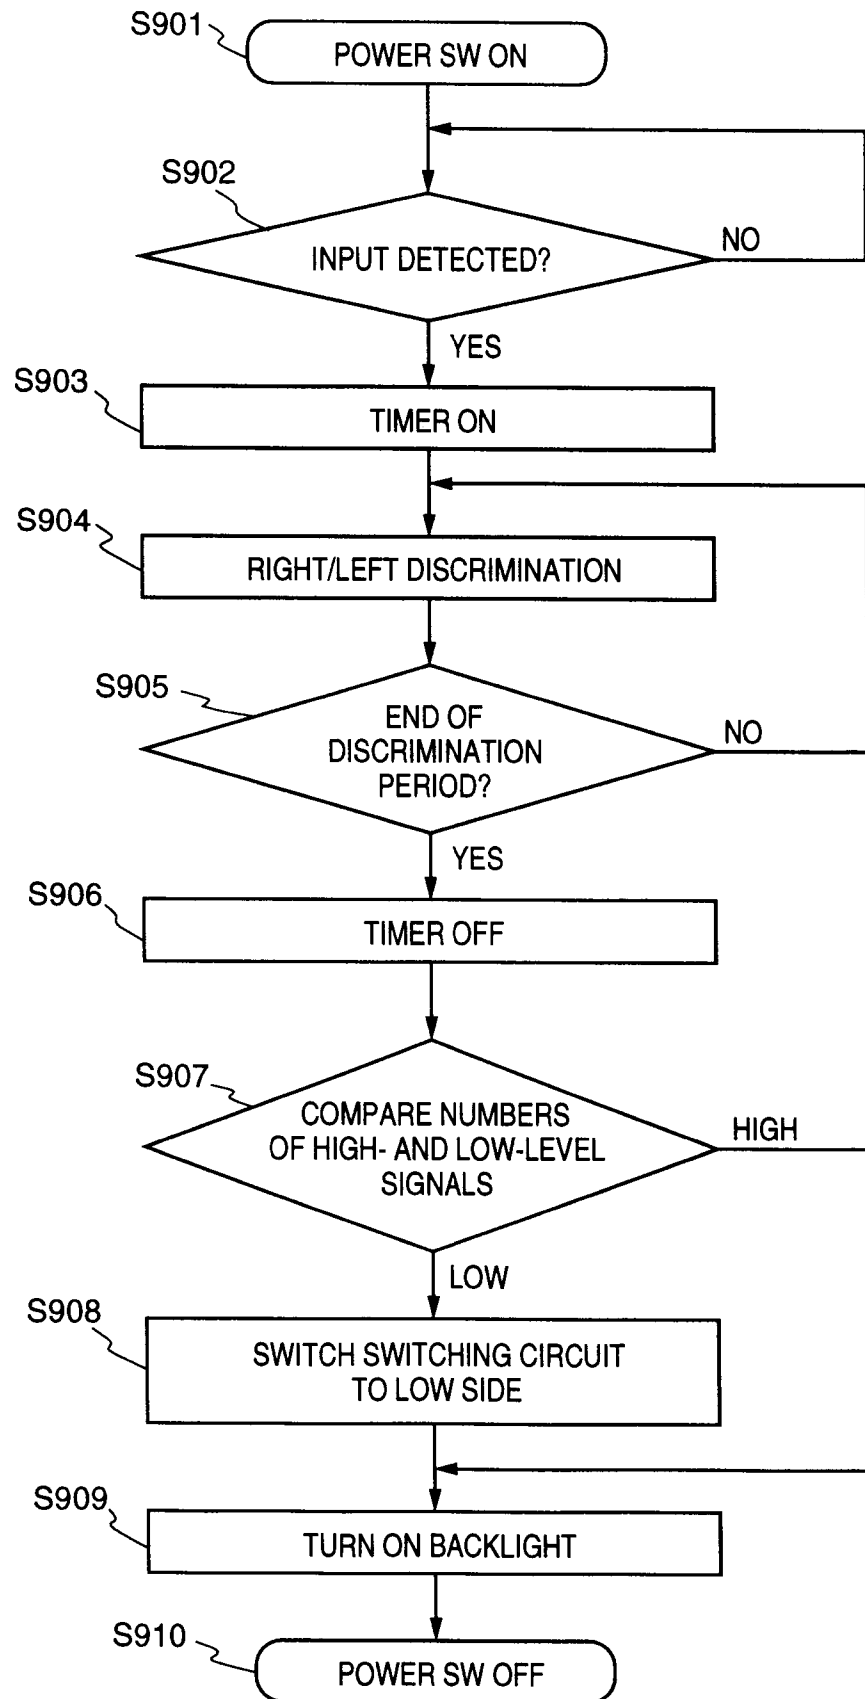 S901
POWER SW ON
S902
INPUT DETECTED?
NO
YES
S903
TIMER ON
S904
RIGHT/LEFT DISCRIMINATION
S905
END OF
DISCRIMINATION
PERIOD?
NO
YES
S906
TIMER OFF
S907
COMPARE NUMBERS
OF HIGH- AND LOW-LEVEL
SIGNALS
HIGH
LOW
S908
SWITCH SWITCHING CIRCUIT
TO LOW SIDE
S909
TURN ON BACKLIGHT
S910
POWER SW OFF